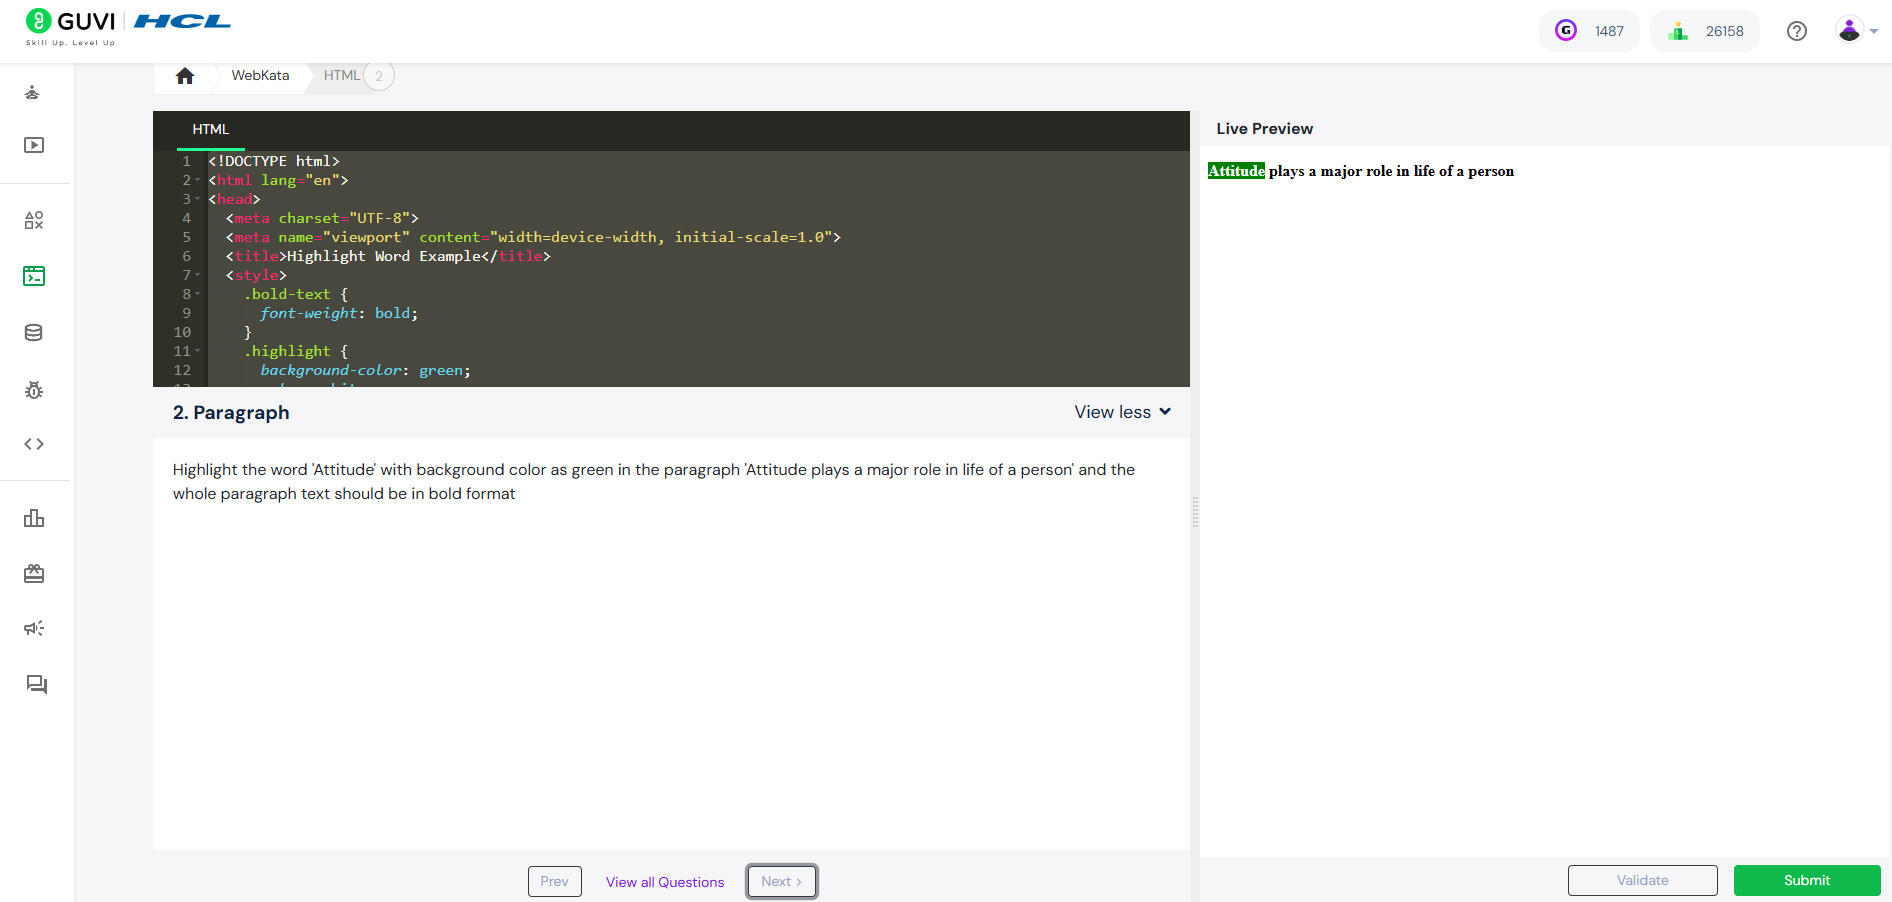 GUVI HCL
Skill Up. Level Up
G 1487 26158
WebKata HTML 2
HTML
1 <!DOCTYPE html>
2 <html lang="en">
3 <head>
4 <meta charset="UTF-8">
5 <meta name="viewport" content="width=device-width, initial-scale=1.0">
6 <title>Highlight Word Example</title>
7 <style>
8 .bold-text {
9 font-weight: bold;
10 }
11 .highlight {
12 background-color: green;
2. Paragraph
View less
Highlight the word 'Attitude' with background color as green in the paragraph 'Attitude plays a major role in life of a person' and the
whole paragraph text should be in bold format
Prev View all Questions Next >
Live Preview
Attitude plays a major role in life of a person
Validate Submit